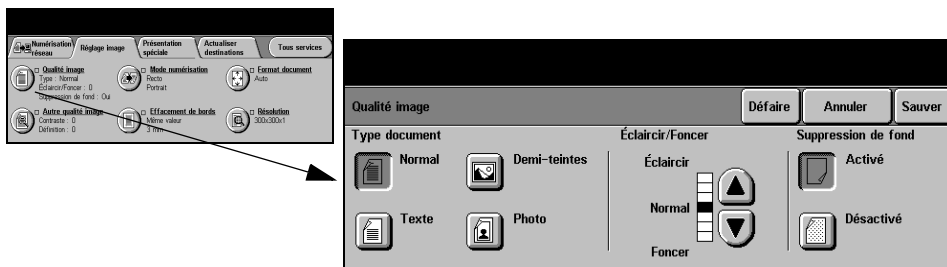 Numérisation réseau
Réglage image
Présentation spéciale
Actualiser destinations
Tous services
Qualité image
Type : Normal
Éclaircir/Foncer : 0
Suppression de fond : Oui
Mode numérisation
Recto
Portrait
Format document
Auto
Autre qualité image
Contraste : 0
Définition : 0
Effacement de bords
Même valeur
3 mm
Résolution
300x300x1
Qualité image
Défaire
Annuler
Sauver
Type document
Éclaircir/Foncer
Suppression de fond
Normal
Demi-teintes
Éclaircir
Activé
Texte
Photo
Normal
Désactivé
Foncer